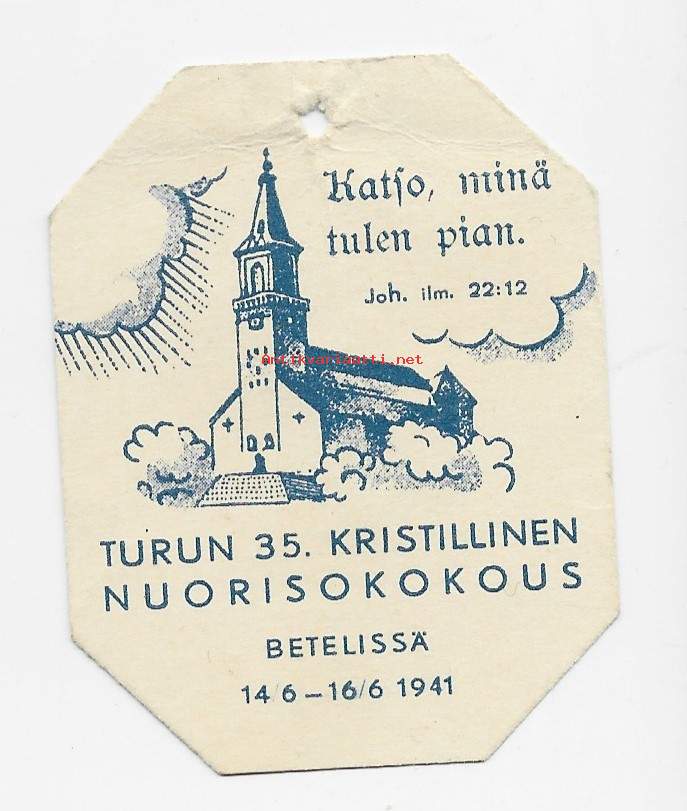 Katso, minä
tulen pian.
Joh. ilm. 22:12
Antikvariaatti.net
TURUN 35. KRISTILLINEN
NUORISOKOKOUS
BETELISSÄ
14/6–16/6 1941